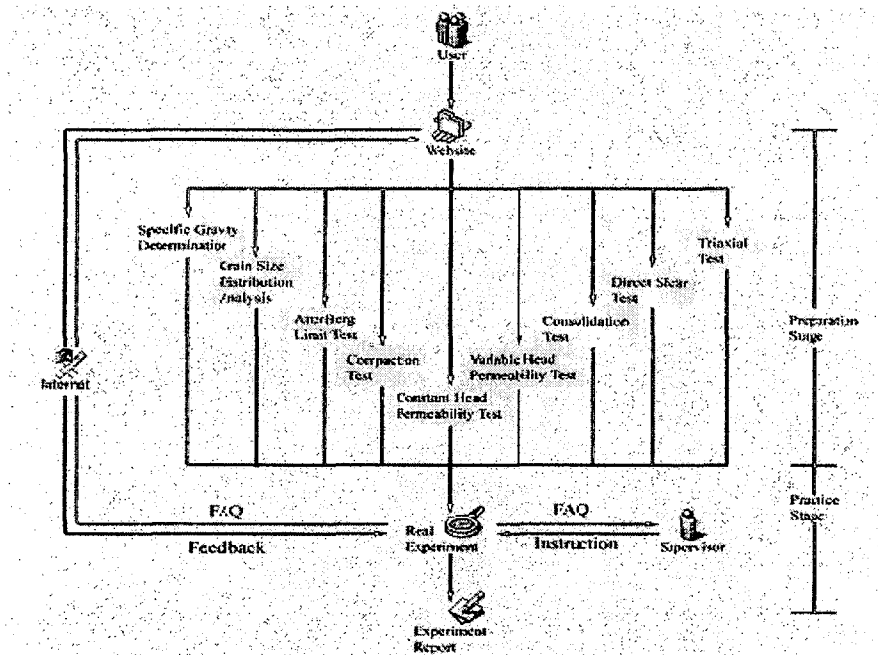 User
Website
Specific Gravity
Determination
Grain Size
Distribution
Analysis
AtterBerg
Limit Test
Compaction
Test
Constant Head
Permeability Test
Variable Head
Permeability Test
Consolidation
Test
Direct Shear
Test
Triaxial
Test
Preparation
Stage
Internet
FAQ
Feedback
Real
Experiment
FAQ
Instruction
Supervisor
Practice
Stage
Experiment
Report